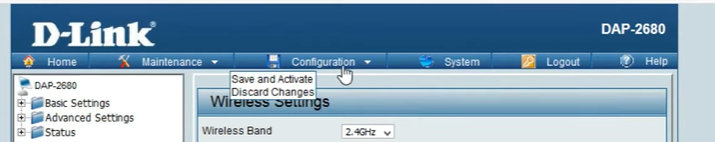 D-Link
DAP-2680
Home Maintenance Configuration System Logout Help
Save and Activate
Discard Changes
DAP-2680
Basic Settings
Advanced Settings
Status
Wireless Settings
Wireless Band 2.4GHz